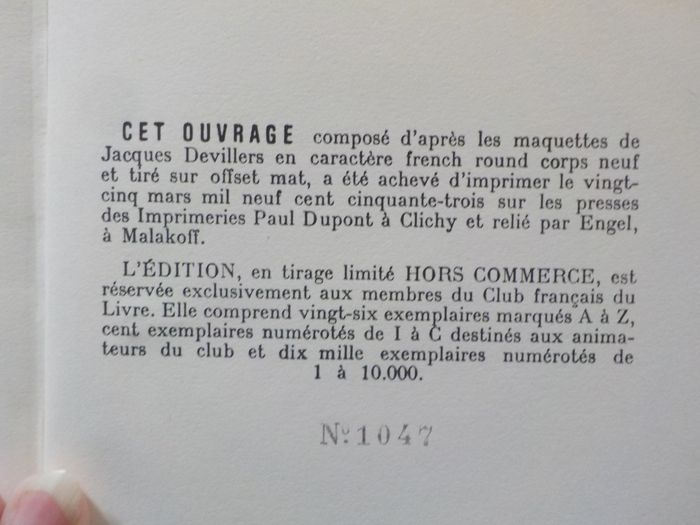 CET OUVRAGE composé d'après les maquettes de
Jacques Devillers en caractère french round corps neuf
et tiré sur offset mat, a été achevé d'imprimer le vingt-
cinq mars mil neuf cent cinquante-trois sur les presses
des Imprimeries Paul Dupont à Clichy et relié par Engel,
à Malakoff.
L'ÉDITION, en tirage limité HORS COMMERCE, est
réservée exclusivement aux membres du Club français du
Livre. Elle comprend vingt-six exemplaires marqués A à Z,
cent exemplaires numérotés de I à C destinés aux anima-
teurs du club et dix mille exemplaires numérotés de
1 à 10.000.
Nº 1047